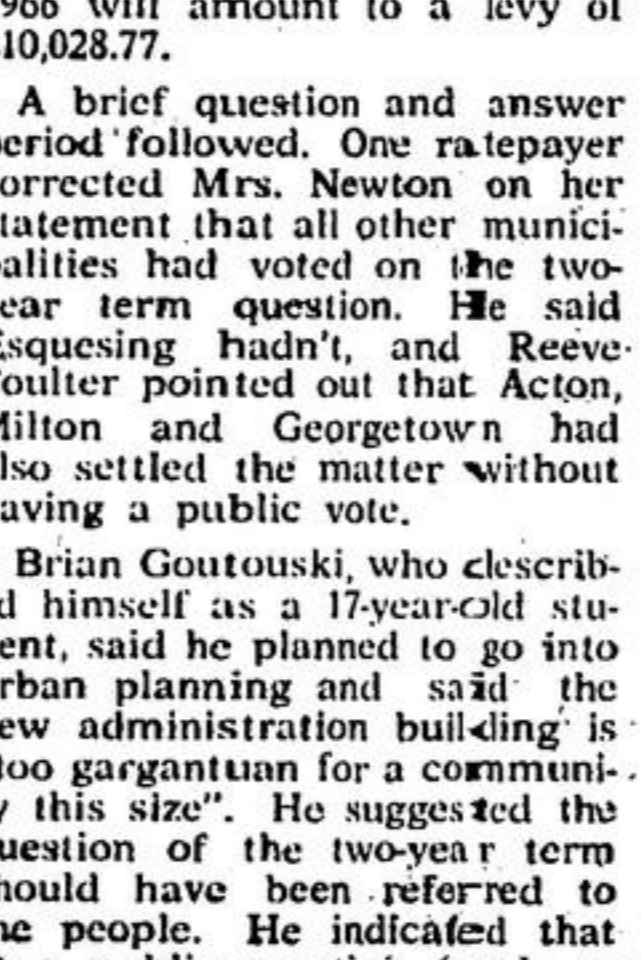 966 will amount to a levy of
10,028.77.
A brief question and answer
eriod followed. One ratepayer
orrected Mrs. Newton on her
tatement that all other munici-
alities had voted on the two-
ear term question. He said
squesing hadn't, and Reeve
oulter pointed out that Acton,
Milton and Georgetown had
lso settled the matter without
aving a public vote.
Brian Goutouski, who describ-
d himself as a 17-year-old stu-
ent, said he planned to go into
rban planning and said the
ew administration building is
too gargantuan for a communi-
y this size". He suggested the
uestion of the two-year term
hould have been referred to
he people. He indicated that